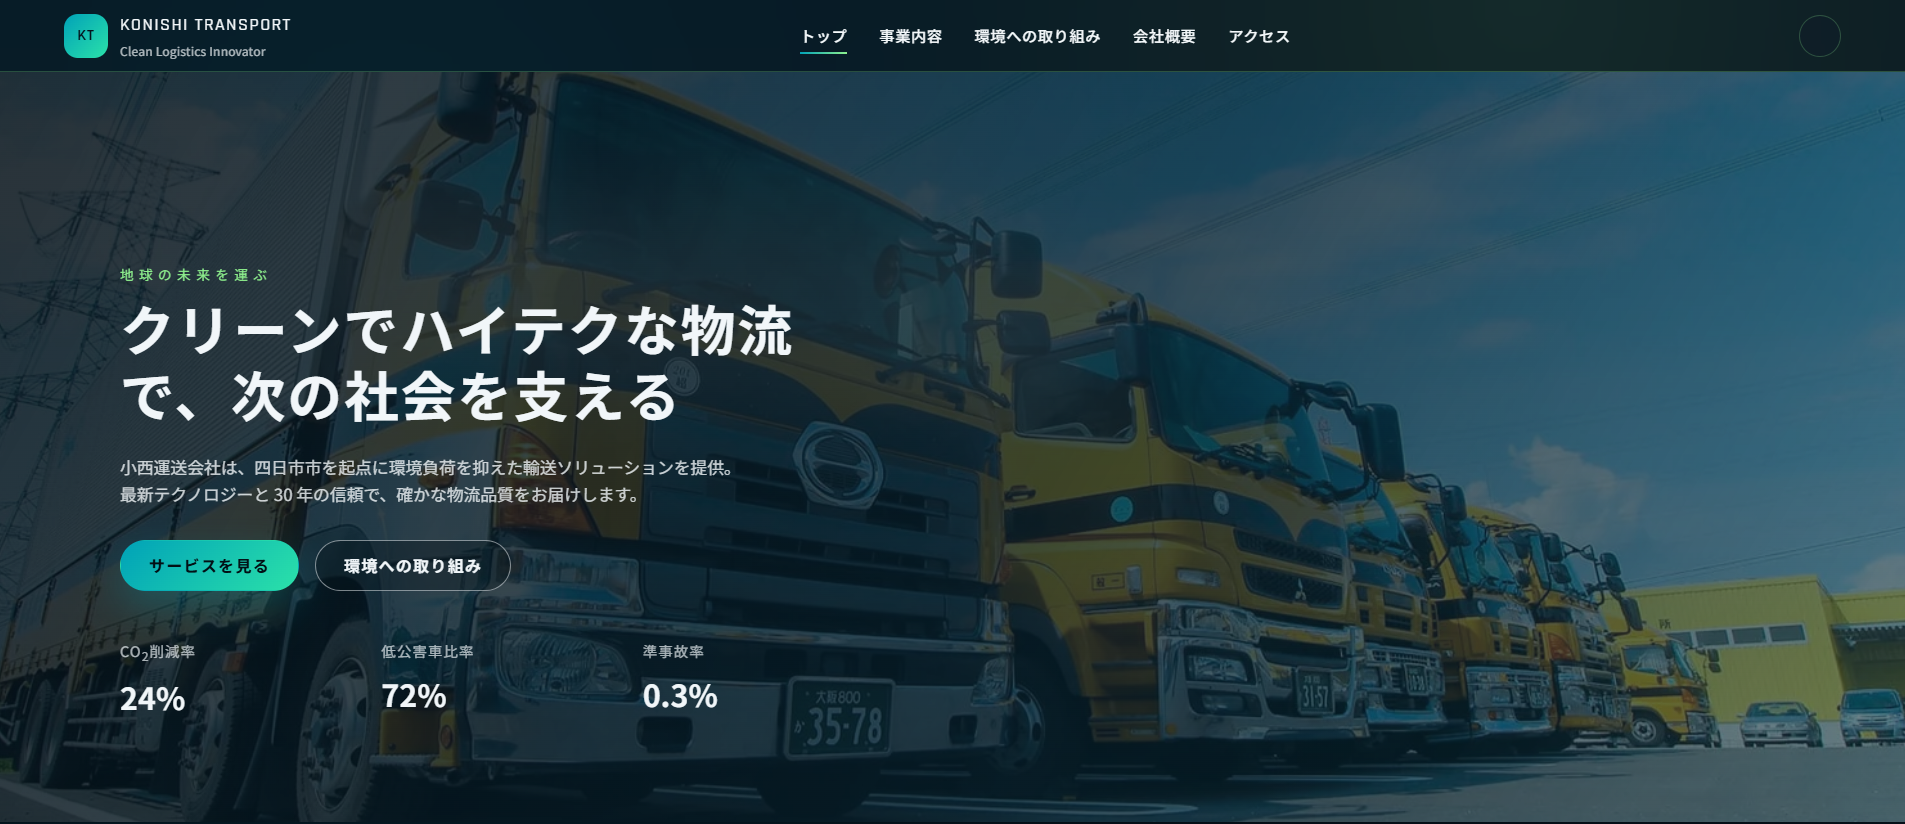 KT
KONISHI TRANSPORT
Clean Logistics Innovator
トップ 事業内容 環境への取り組み 会社概要 アクセス
地球の未来を運ぶ
クリーンでハイテクな物流
で、次の社会を支える
小西運送会社は、四日市市を起点に環境負荷を抑えた輸送ソリューションを提供。
最新テクノロジーと 30 年の信頼で、確かな物流品質をお届けします。
サービスを見る 環境への取り組み
CO₂削減率 低公害車比率 準事故率
24% 72% 0.3%
大阪800
か 35-78
31-57
所